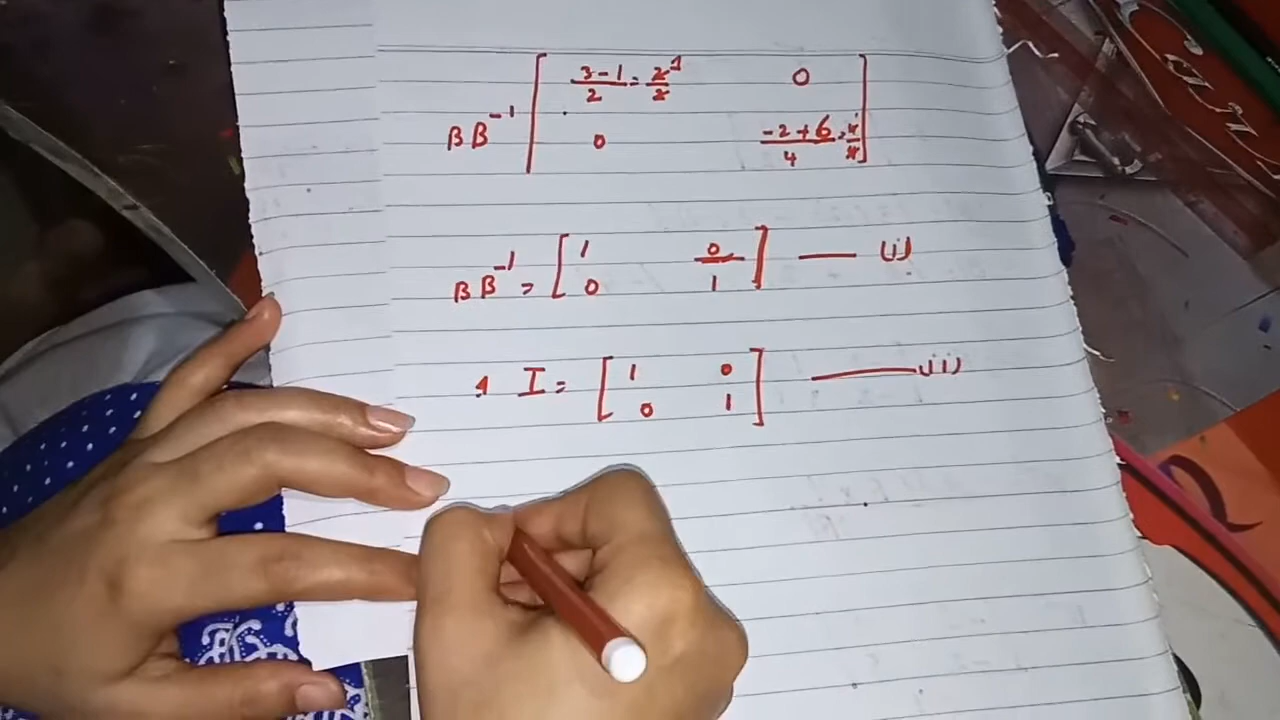 3-1/2 = 2/2 1 0
BB⁻¹
0 -2+6/4 = 4/4
BB⁻¹ = [1 0 0 1] — (i)
I = [1 0 0 1] — (ii)